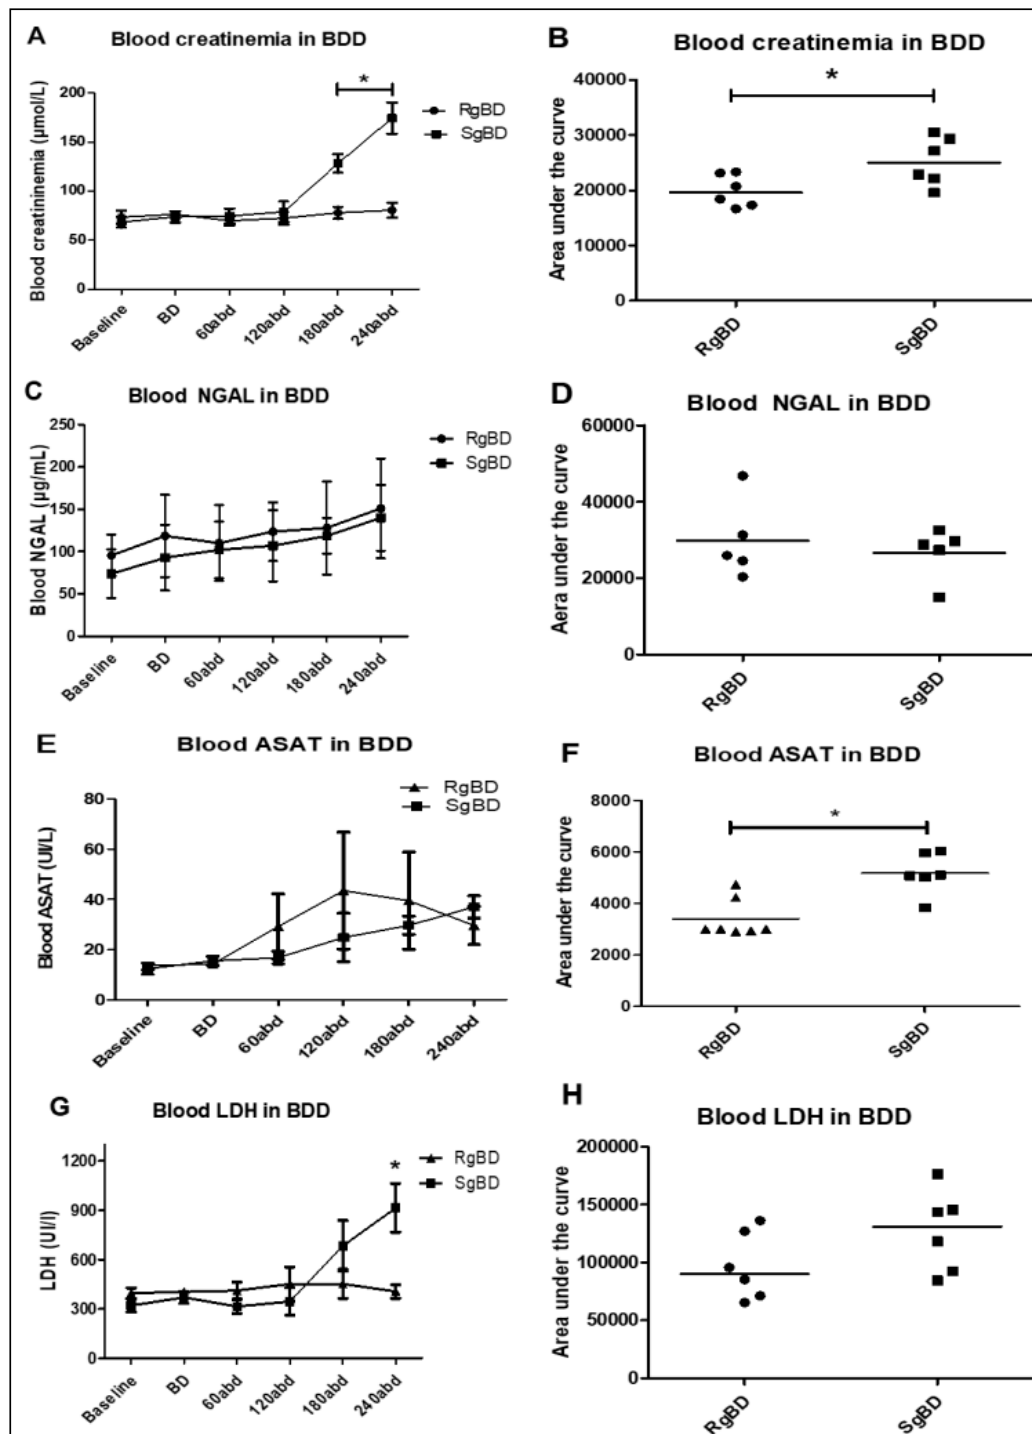 A
Blood creatinemia in BDD
Blood creatininemia (µmol/L)
200
150
100
50
0
*
RgBD
SgBD
Baseline
BD
60abd
120abd
180abd
240abd
B
Blood creatinemia in BDD
Area under the curve
40000
30000
20000
10000
0
*
RgBD
SgBD
C
Blood NGAL in BDD
Blood NGAL (µg/mL)
250
200
150
100
50
0
RgBD
SgBD
Baseline
BD
60abd
120abd
180abd
240abd
D
Blood NGAL in BDD
Aera under the curve
60000
40000
20000
0
RgBD
SgBD
E
Blood ASAT in BDD
Blood ASAT (UI/L)
80
60
40
20
0
RgBD
SgBD
Baseline
BD
60abd
120abd
180abd
240abd
F
Blood ASAT in BDD
Area under the curve
8000
6000
4000
2000
0
*
RgBD
SgBD
G
Blood LDH in BDD
LDH (UI/l)
1200
900
600
300
0
*
RgBD
SgBD
Baseline
BD
60abd
120abd
180abd
240abd
H
Blood LDH in BDD
Area under the curve
200000
150000
100000
50000
0
RgBD
SgBD